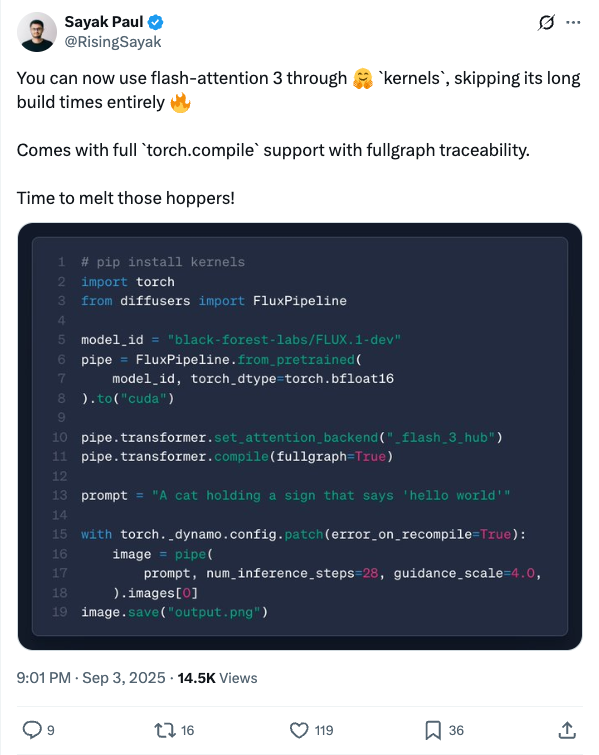 Sayak Paul
@RisingSayak
You can now use flash-attention 3 through 🤗 `kernels`, skipping its long
build times entirely 🔥
Comes with full `torch.compile` support with fullgraph traceability.
Time to melt those hoppers!
1 # pip install kernels
2 import torch
3 from diffusers import FluxPipeline
4
5 model_id = "black-forest-labs/FLUX.1-dev"
6 pipe = FluxPipeline.from_pretrained(
7     model_id, torch_dtype=torch.bfloat16
8 ).to("cuda")
9
10 pipe.transformer.set_attention_backend("_flash_3_hub")
11 pipe.transformer.compile(fullgraph=True)
12
13 prompt = "A cat holding a sign that says 'hello world'"
14
15 with torch._dynamo.config.patch(error_on_recompile=True):
16     image = pipe(
17         prompt, num_inference_steps=28, guidance_scale=4.0,
18     ).images[0]
19 image.save("output.png")
9:01 PM · Sep 3, 2025 · 14.5K Views
9 16 119 36